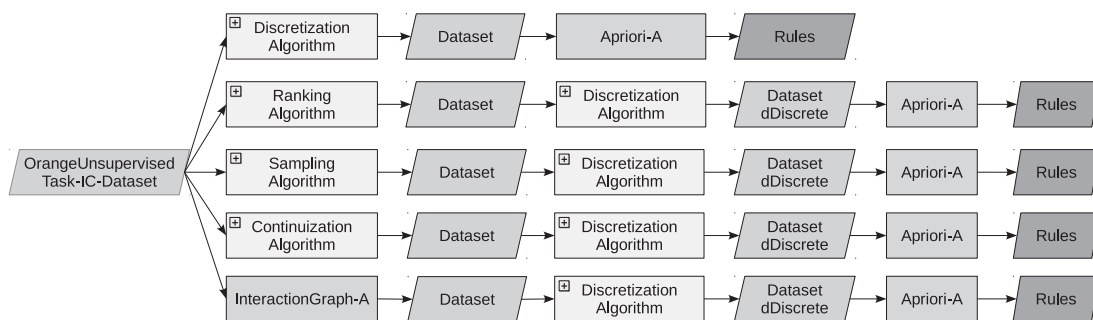 Discretization
Algorithm
Dataset
Apriori-A
Rules
Ranking
Algorithm
Dataset
Discretization
Algorithm
Dataset
dDiscrete
Apriori-A
Rules
OrangeUnsupervised
Task-IC-Dataset
Sampling
Algorithm
Dataset
Discretization
Algorithm
Dataset
dDiscrete
Apriori-A
Rules
Continuization
Algorithm
Dataset
Discretization
Algorithm
Dataset
dDiscrete
Apriori-A
Rules
InteractionGraph-A
Dataset
Discretization
Algorithm
Dataset
dDiscrete
Apriori-A
Rules